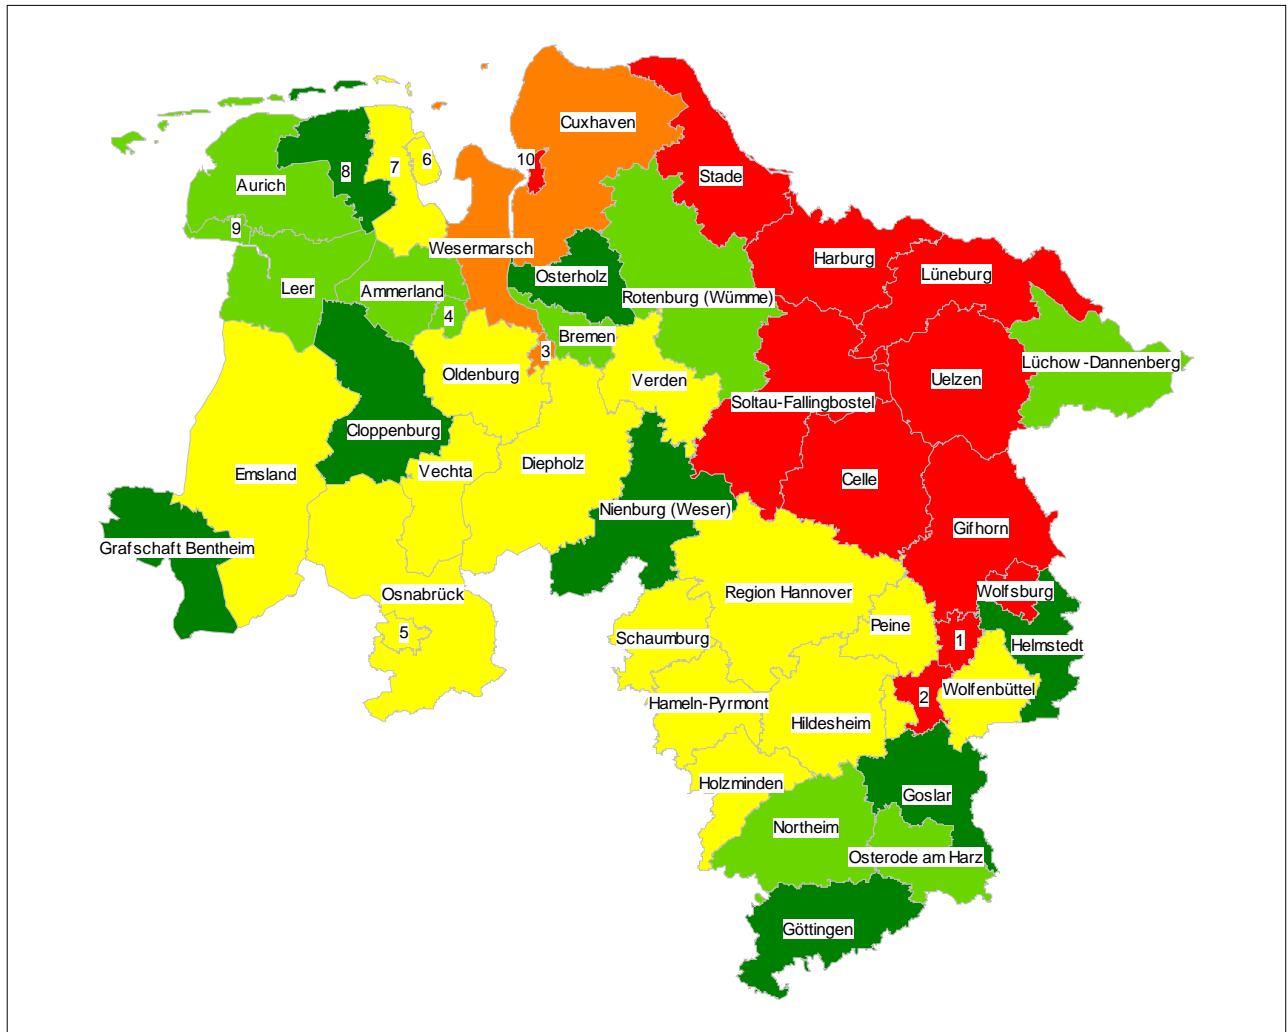 Cuxhaven
10
6
7
8
Stade
Aurich
9
Wesermarsch
Harburg
Osterholz
Lüneburg
Leer
Ammerland
Rotenburg (Wümme)
4
Bremen
3
Lüchow-Dannenberg
Oldenburg
Verden
Uelzen
Soltau-Fallingbostel
Cloppenburg
Emsland
Vechta
Diepholz
Celle
Nienburg (Weser)
Gifhorn
Grafschaft Bentheim
Wolfsburg
Osnabrück
Region Hannover
Peine
5
Schaumburg
1
Helmstedt
Wolfenbüttel
2
Hameln-Pyrmont
Hildesheim
Holzminden
Goslar
Northeim
Osterode am Harz
Göttingen